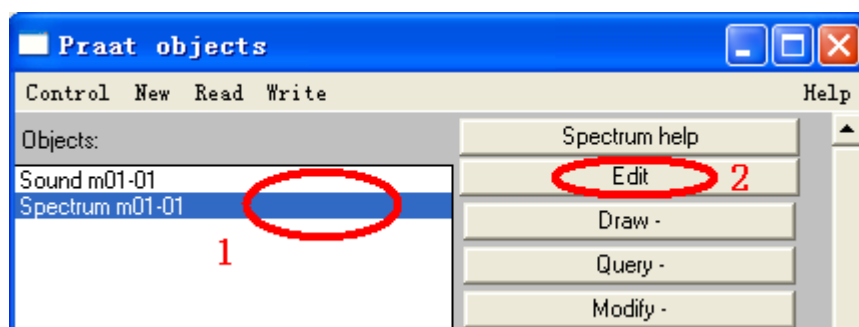 Praat objects
Control New Read Write Help
Objects:
Spectrum help
Sound m01-01
Edit 2
Spectrum m01-01
Draw -
1
Query -
Modify -